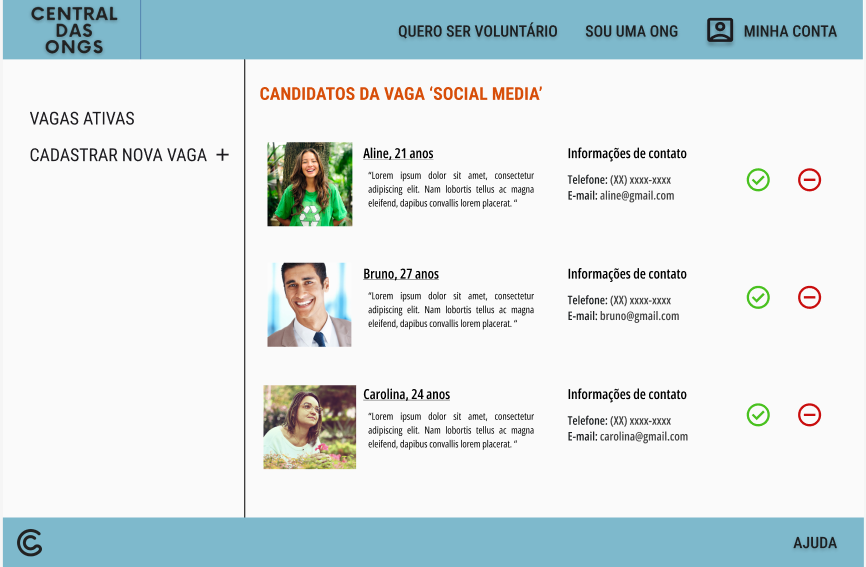 CENTRAL
DAS
ONGS
QUERO SER VOLUNTÁRIO
SOU UMA ONG
MINHA CONTA
VAGAS ATIVAS
CADASTRAR NOVA VAGA +
CANDIDATOS DA VAGA ‘SOCIAL MEDIA’
Aline, 21 anos
“Lorem ipsum dolor sit amet, consectetur
adipiscing elit. Nam lobortis tellus ac magna
eleifend, dapibus convallis lorem placerat. “
Informações de contato
Telefone: (XX) xxxx-xxxx
E-mail: aline@gmail.com
Bruno, 27 anos
“Lorem ipsum dolor sit amet, consectetur
adipiscing elit. Nam lobortis tellus ac magna
eleifend, dapibus convallis lorem placerat. “
Informações de contato
Telefone: (XX) xxxx-xxxx
E-mail: bruno@gmail.com
Carolina, 24 anos
“Lorem ipsum dolor sit amet, consectetur
adipiscing elit. Nam lobortis tellus ac magna
eleifend, dapibus convallis lorem placerat. “
Informações de contato
Telefone: (XX) xxxx-xxxx
E-mail: carolina@gmail.com
AJUDA